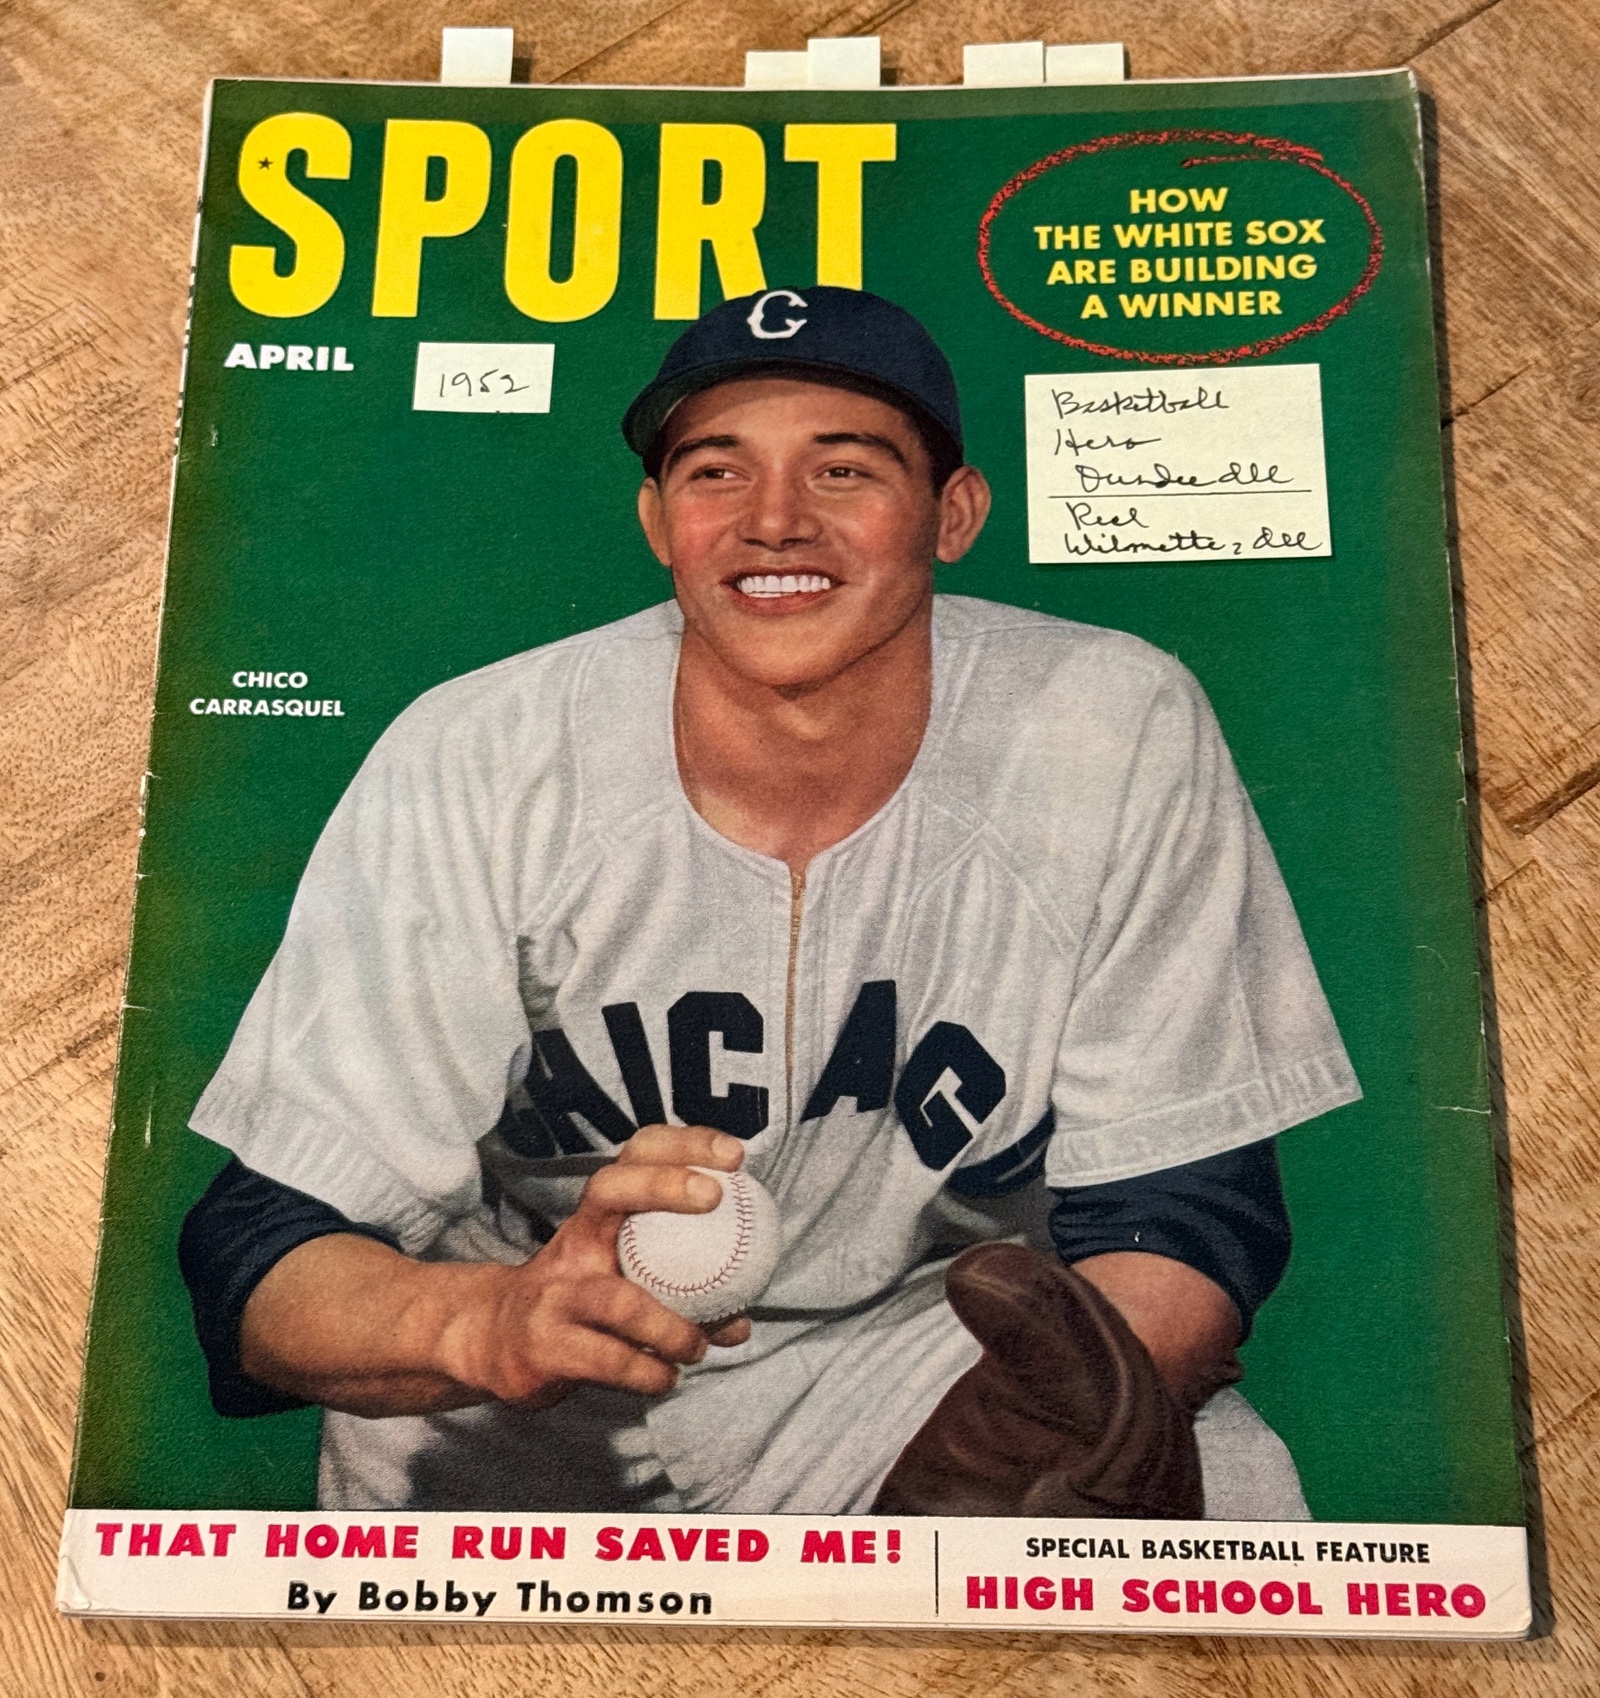 SPORT
APRIL
1952
HOW
THE WHITE SOX
ARE BUILDING
A WINNER
C
Basketball
Hero
Dundee Ill
Real
Wilmette, Ill
CHICO
CARRASQUEL
CHICAG
THAT HOME RUN SAVED ME!
By Bobby Thomson
SPECIAL BASKETBALL FEATURE
HIGH SCHOOL HERO